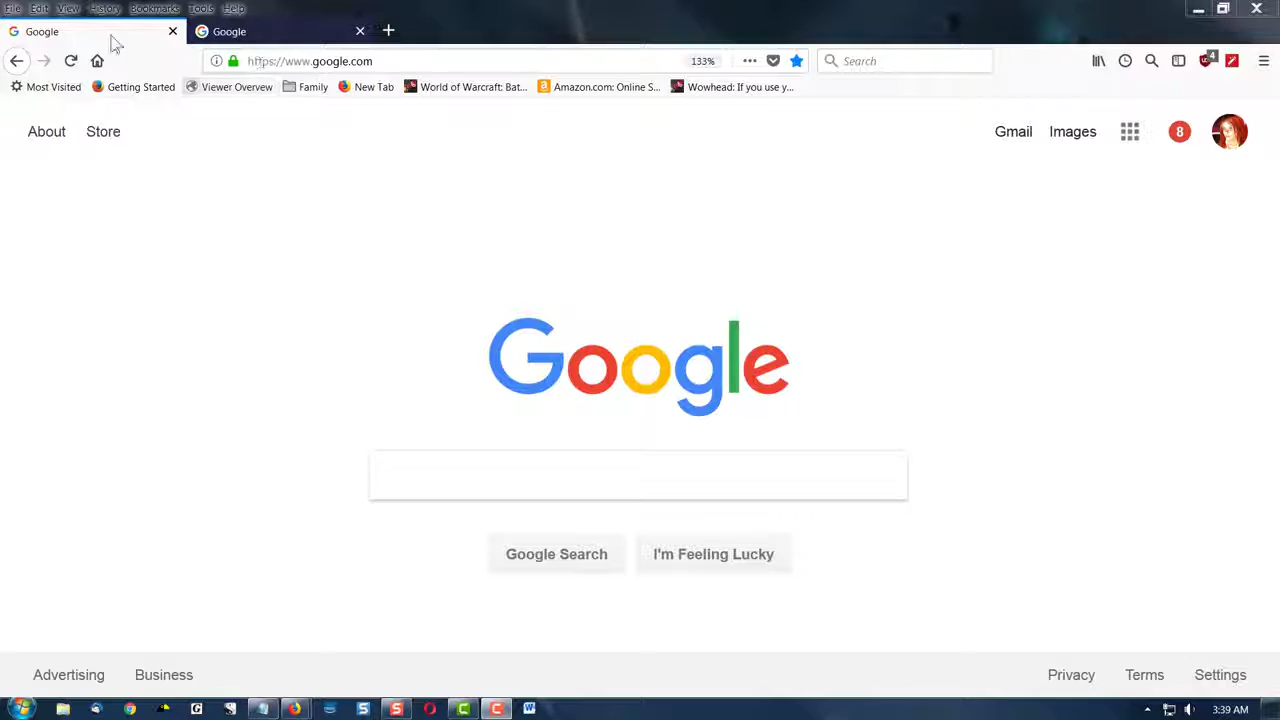 File Edit View History Bookmarks Tools Help
Google Google
https://www.google.com 133% Search 4
Most Visited Getting Started Viewer Overview Family New Tab World of Warcraft: Bat... Amazon.com: Online S... Wowhead: If you use y...
About Store Gmail Images 8
Google
Google Search I'm Feeling Lucky
Advertising Business Privacy Terms Settings
3:39 AM